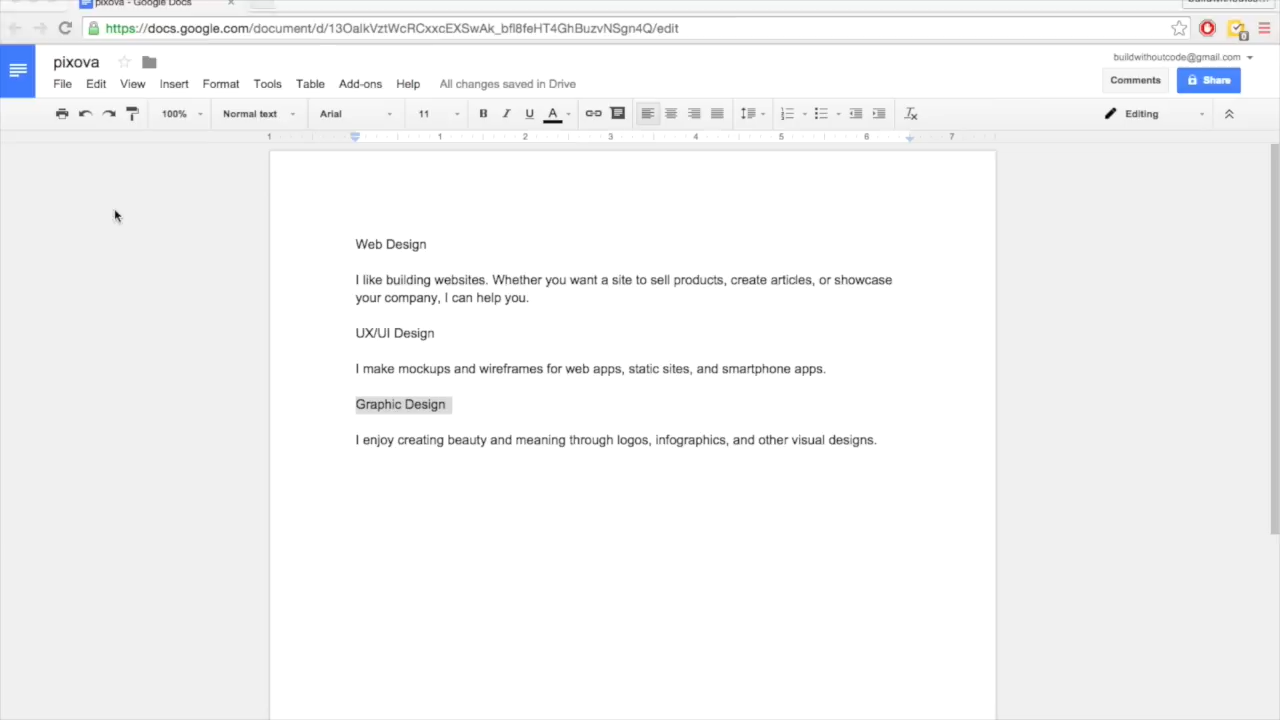 pixova - Google Docs
https://docs.google.com/document/d/13OaIkVztWcRCxxcEXSwAk_bfl8feHT4GhBuzvNSgn4Q/edit
pixova
buildwithoutcode@gmail.com
File Edit View Insert Format Tools Table Add-ons Help All changes saved in Drive
Comments Share
100% Normal text Arial 11 B I U A Editing
1 1 2 3 4 5 6 7
Web Design
I like building websites. Whether you want a site to sell products, create articles, or showcase
your company, I can help you.
UX/UI Design
I make mockups and wireframes for web apps, static sites, and smartphone apps.
Graphic Design
I enjoy creating beauty and meaning through logos, infographics, and other visual designs.